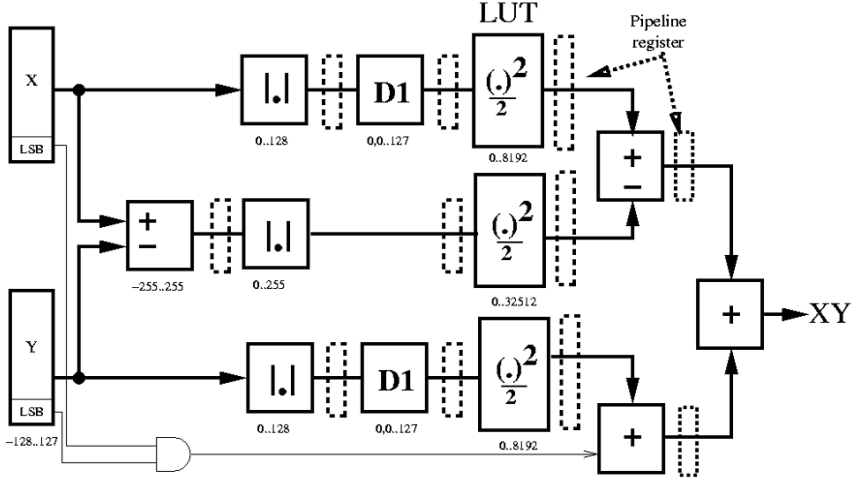 LUT
Pipeline
register
X
LSB
|.|
0..128
D1
0,0..127
(.)²
2
0..8192
+
−
+
−
−255..255
|.|
0..255
(.)²
2
0..32512
+
XY
Y
LSB
−128..127
|.|
0..128
D1
0,0..127
(.)²
2
0..8192
+